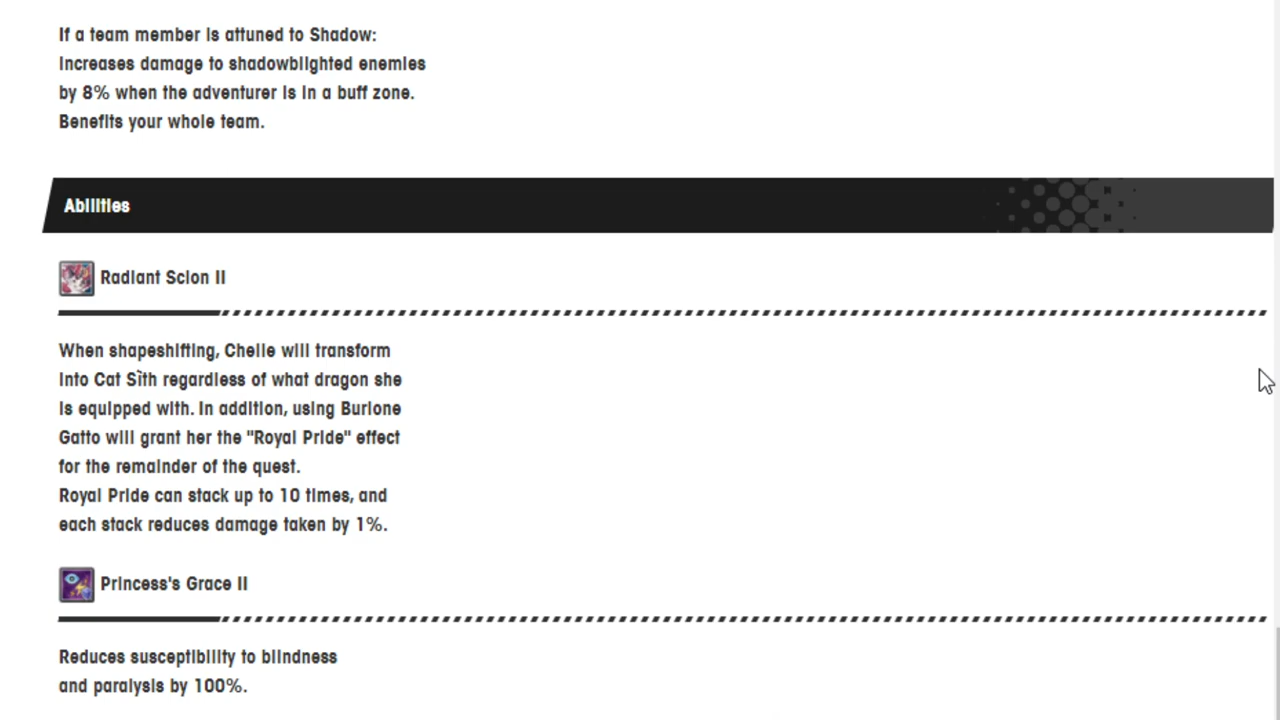 If a team member is attuned to Shadow:
Increases damage to shadowblighted enemies
by 8% when the adventurer is in a buff zone.
Benefits your whole team.
Abilities
Radiant Scion II
When shapeshifting, Chelle will transform
into Cat Sìth regardless of what dragon she
is equipped with. In addition, using Burlone
Gatto will grant her the "Royal Pride" effect
for the remainder of the quest.
Royal Pride can stack up to 10 times, and
each stack reduces damage taken by 1%.
Princess's Grace II
Reduces susceptibility to blindness
and paralysis by 100%.